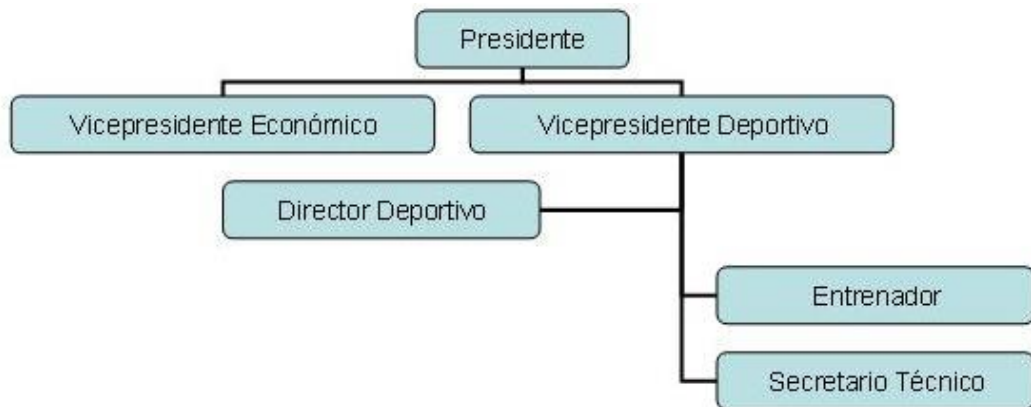 Presidente
Vicepresidente Económico
Vicepresidente Deportivo
Director Deportivo
Entrenador
Secretario Técnico